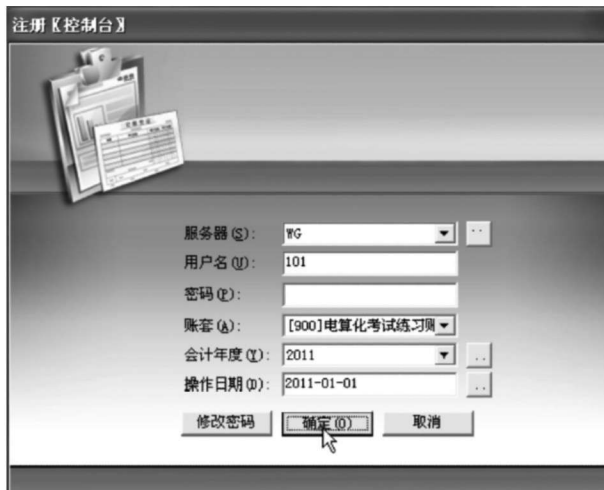 注册〖控制台〗
服务器(S): WG
用户名(U): 101
密码(P):
账套(A): [900]电算化考试练习账
会计年度(Y): 2011
操作日期(D): 2011-01-01
修改密码 确定(O) 取消